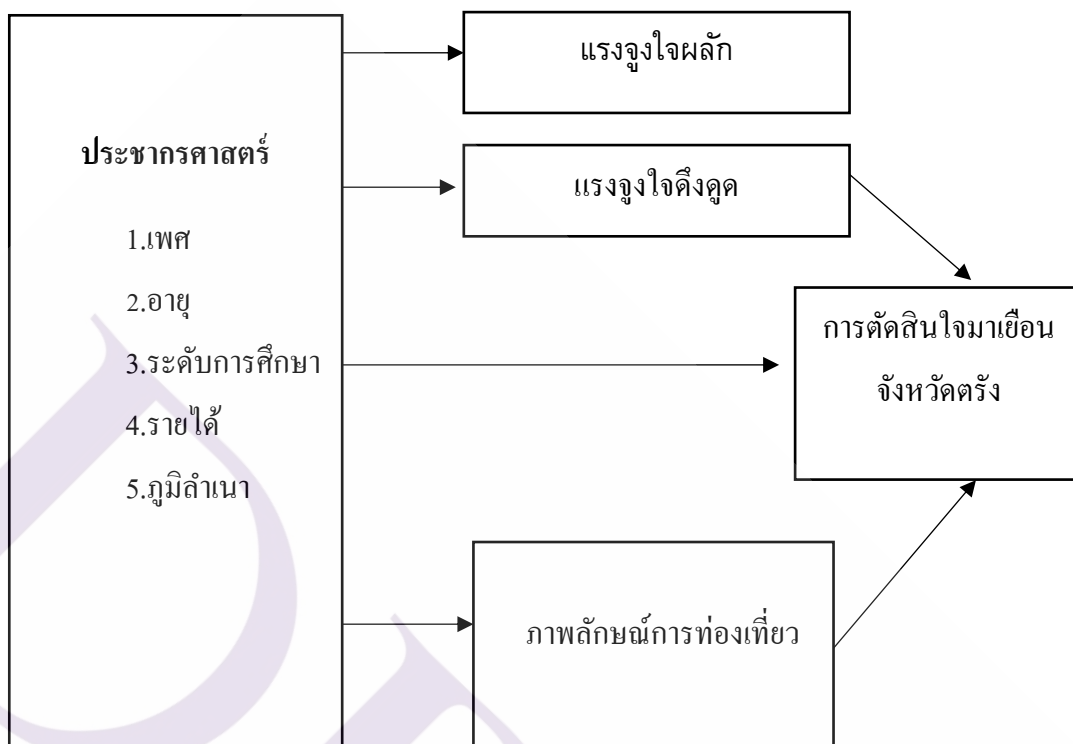 แรงจูงใจผลัก
ประชากรศาสตร์
แรงจูงใจดึงดูด
1.เพศ
2.อายุ
3.ระดับการศึกษา
4.รายได้
5.ภูมิลำเนา
การตัดสินใจมาเยือน
จังหวัดตรัง
ภาพลักษณ์การท่องเที่ยว